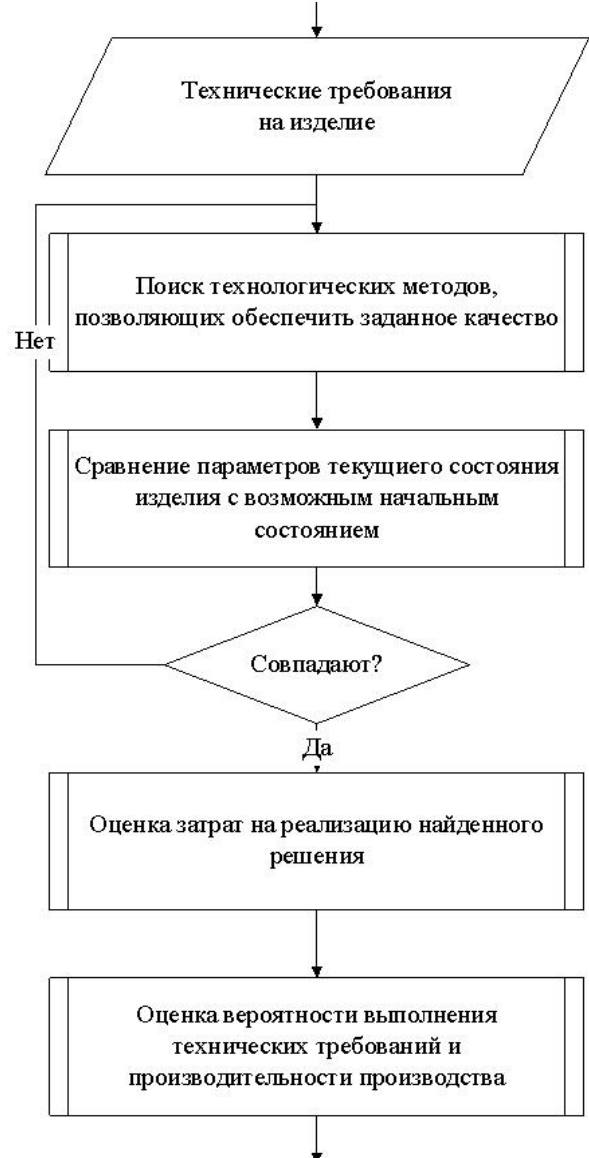 Технические требования
на изделие
Поиск технологических методов,
позволяющих обеспечить заданное качество
Нет
Сравнение параметров текущиего состояния
изделия с возможным начальным
состоянием
Совпадают?
Да
Оценка затрат на реализацию найденного
решения
Оценка вероятности выполнения
технических требований и
производительности производства